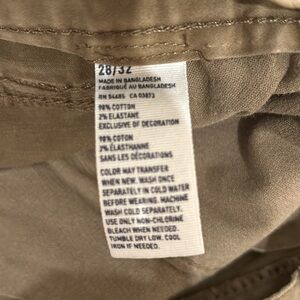 28/32
MADE IN BANGLADESH
FABRIQUÉ AU BANGLADESH
RN 54485 CA 03873
98% COTTON
2% ELASTANE
EXCLUSIVE OF DECORATION
98% COTON
2% ÉLASTHANNE
SANS LES DÉCORATIONS
COLOR MAY TRANSFER
WHEN NEW. WASH ONCE
SEPARATELY IN COLD WATER
BEFORE WEARING. MACHINE
WASH COLD SEPARATELY.
USE ONLY NON-CHLORINE
BLEACH WHEN NEEDED.
TUMBLE DRY LOW. COOL
IRON IF NEEDED.